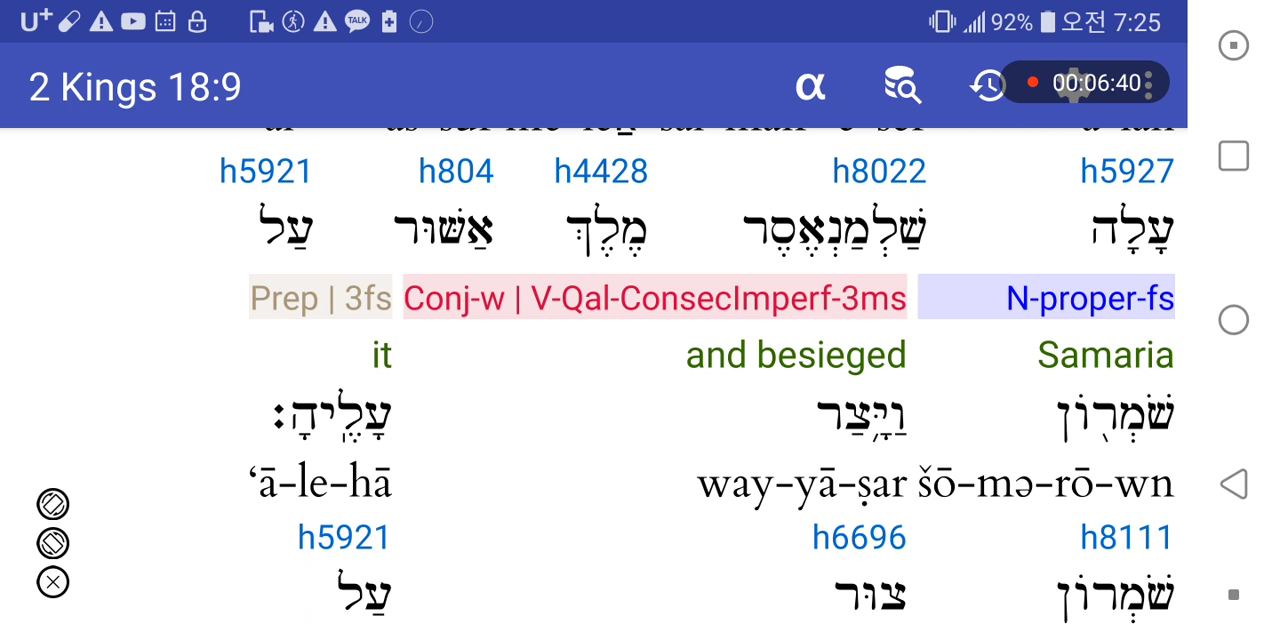 U+ TALK 92% 오전 7:25
2 Kings 18:9 α 00:06:40
h5921 h804 h4428 h8022 h5927
עָלָה שַׁלְמַנְאֶסֶר מֶלֶךְ אַשּׁוּר עַל
Prep | 3fs Conj-w | V-Qal-ConsecImperf-3ms N-proper-fs
it and besieged Samaria
שֹׁמְר֖וֹן וַיָּ֥צַר עָלֶֽיהָ׃
‘ā-le-hā way-yā-ṣar šō-mə-rō-wn
h5921 h6696 h8111
שֹׁמְרוֹן צוּר עַל